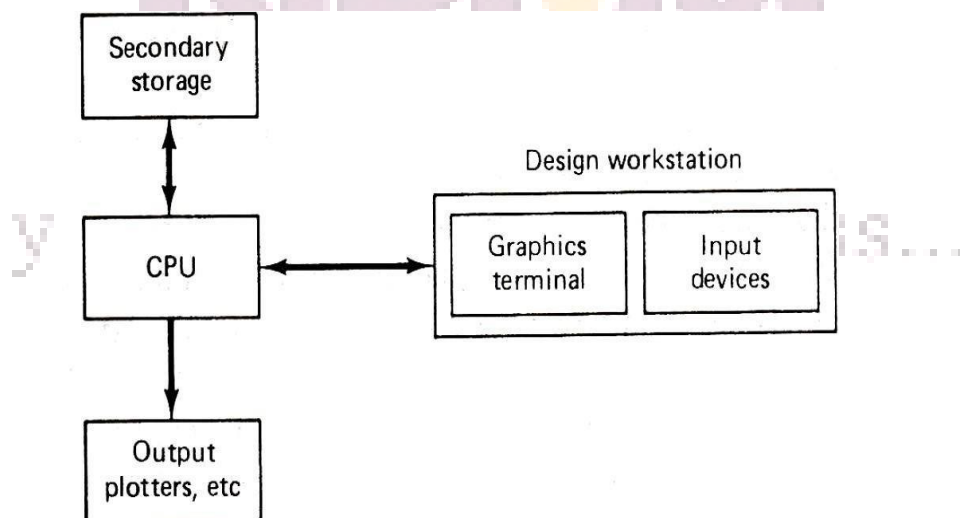 Secondary
storage
Design workstation
CPU
Graphics
terminal
Input
devices
Output
plotters, etc